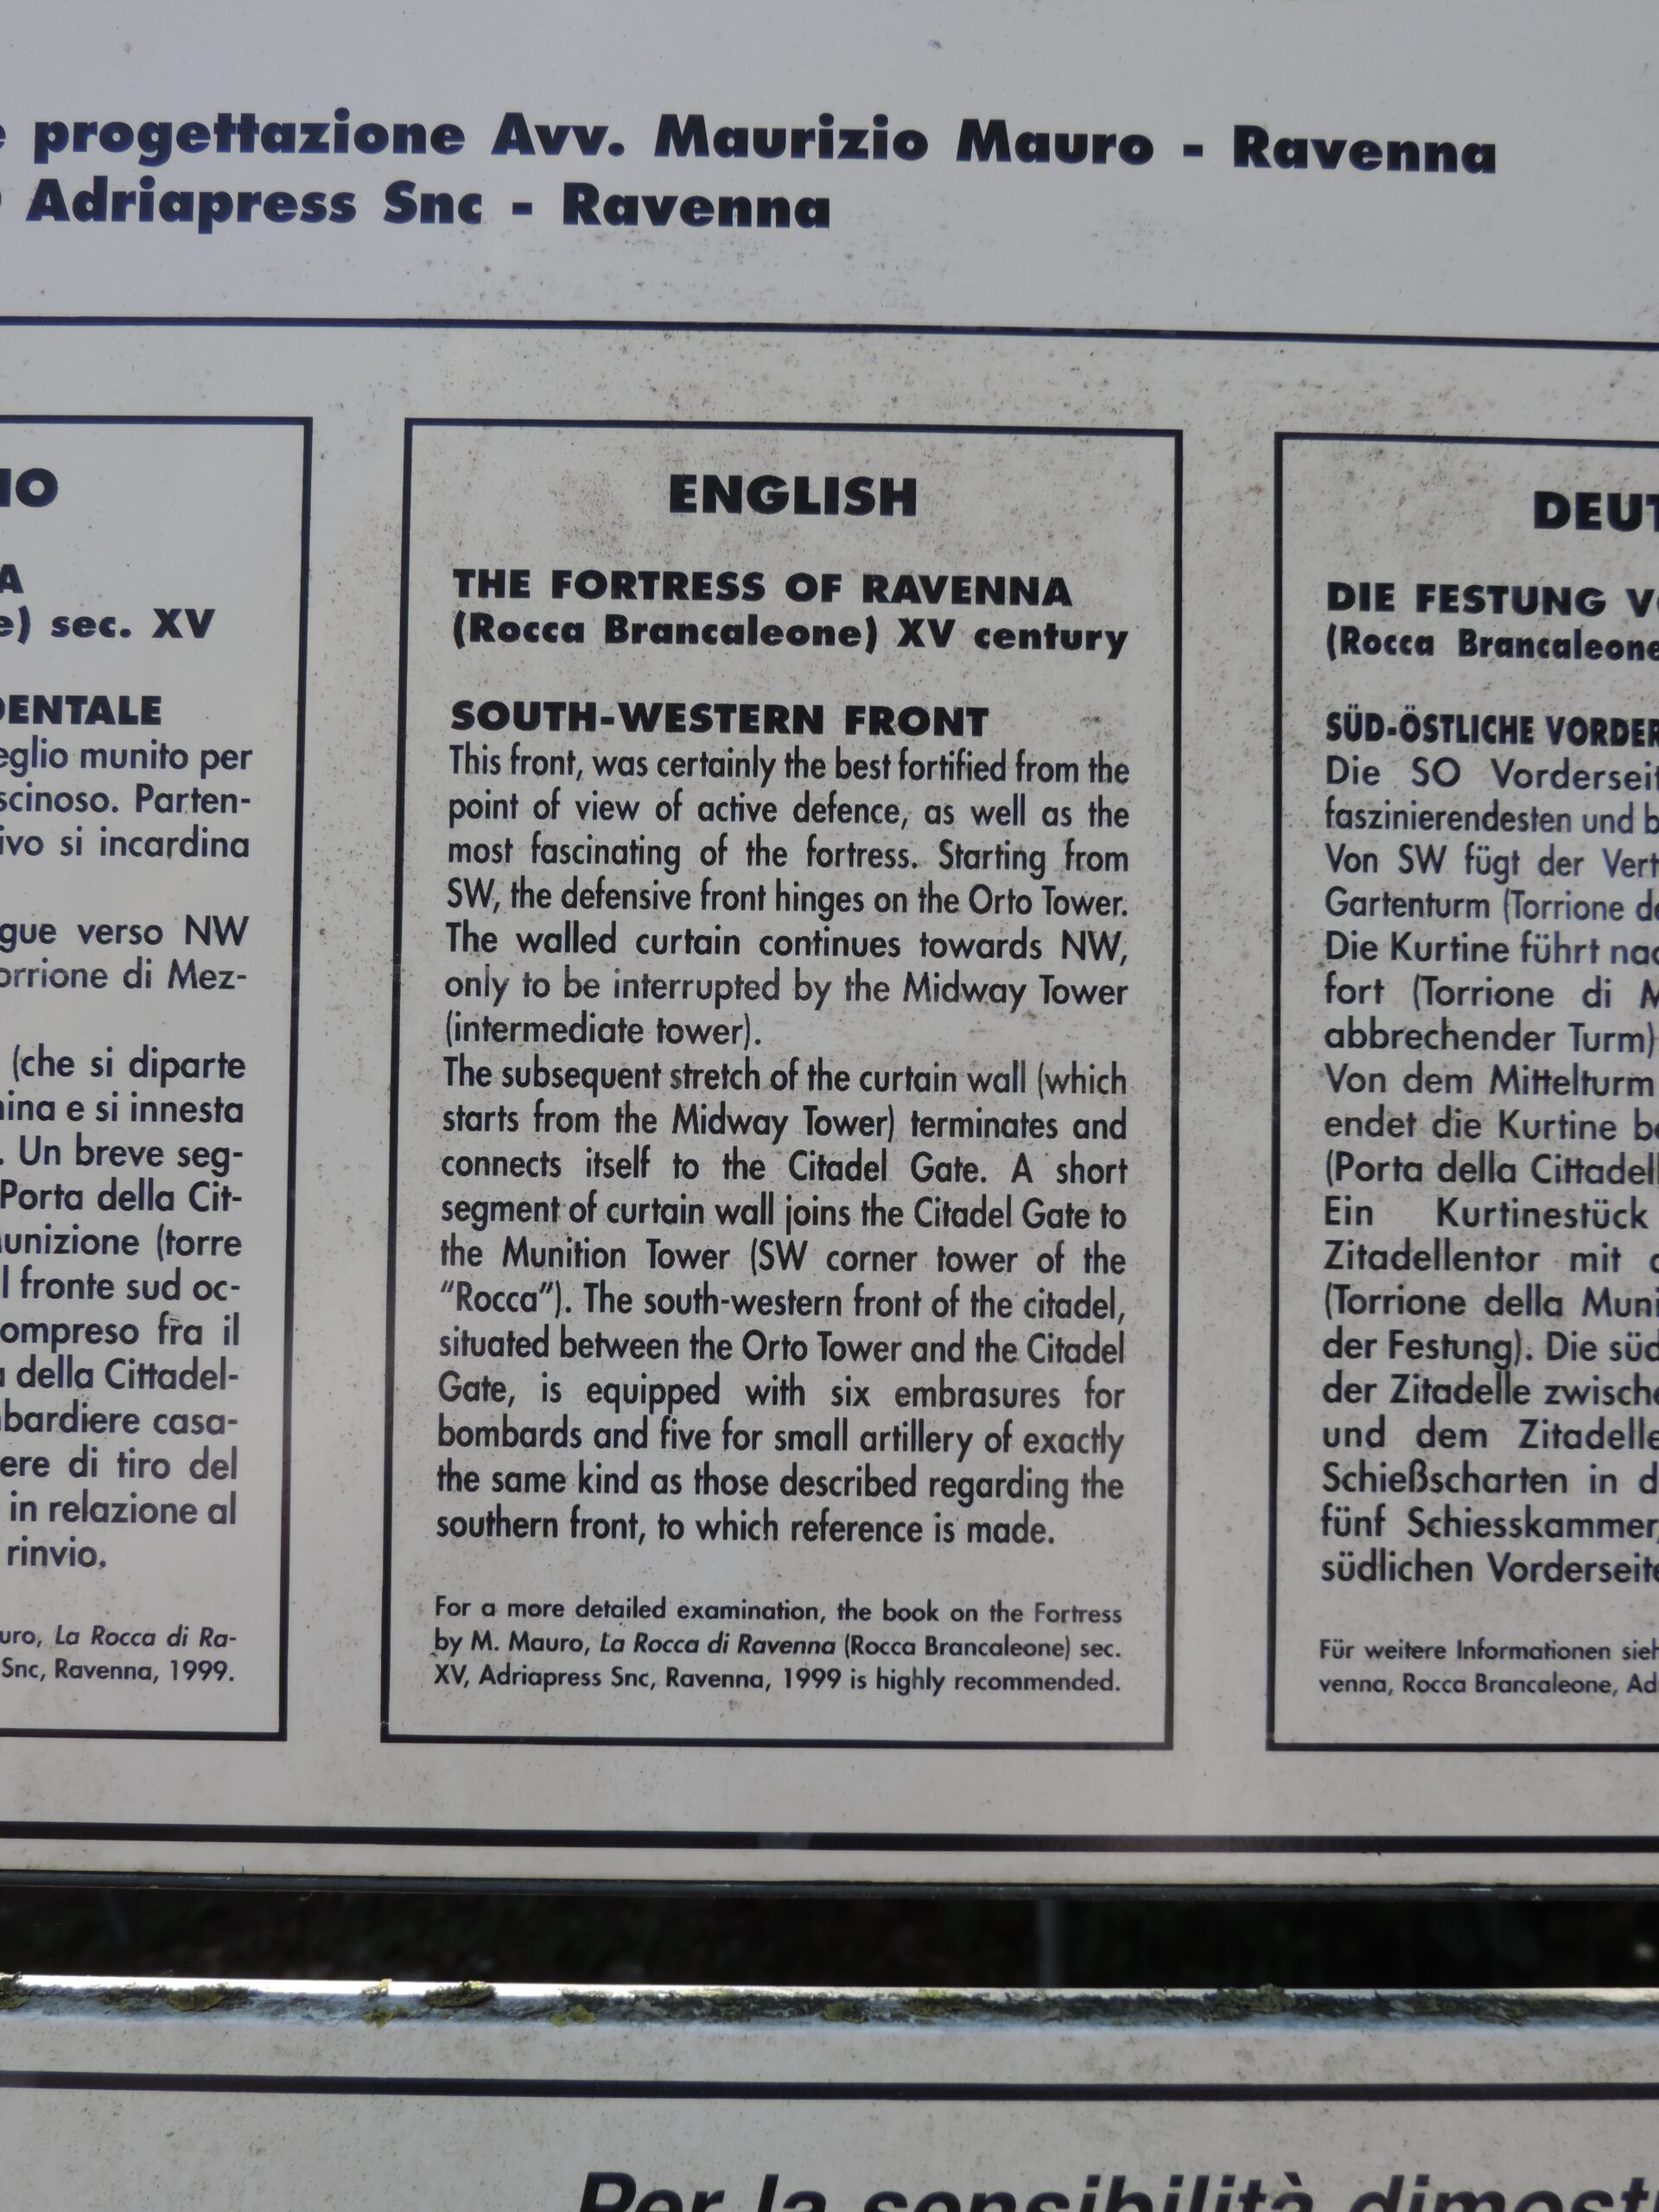 progettazione Avv. Maurizio Mauro - Ravenna
Adriapress Snc - Ravenna
A
sec. XV
munito per
Parten-
si incardina
verso NW
di Mez-
(che si diparte
e si innesta
Un breve seg-
Porta della Cit-
(torre
fronte sud oc-
fra il
della Cittadel-
casa-
di tiro del
in relazione al
rinvio.
La Rocca di Ra-
Snc, Ravenna, 1999.
ENGLISH
THE FORTRESS OF RAVENNA
(Rocca Brancaleone) XV century
SOUTH-WESTERN FRONT
This front, was certainly the best fortified from the
point of view of active defence, as well as the
most fascinating of the fortress. Starting from
SW, the defensive front hinges on the Orto Tower.
The walled curtain continues towards NW,
only to be interrupted by the Midway Tower
(intermediate tower).
The subsequent stretch of the curtain wall (which
starts from the Midway Tower) terminates and
connects itself to the Citadel Gate. A short
segment of curtain wall joins the Citadel Gate to
the Munition Tower (SW corner tower of the
“Rocca”). The south-western front of the citadel,
situated between the Orto Tower and the Citadel
Gate, is equipped with six embrasures for
bombards and five for small artillery of exactly
the same kind as those described regarding the
southern front, to which reference is made.
For a more detailed examination, the book on the Fortress
by M. Mauro, La Rocca di Ravenna (Rocca Brancaleone) sec.
XV, Adriapress Snc, Ravenna, 1999 is highly recommended.
DIE FESTUNG
(Rocca Brancaleone
SÜD-ÖSTLICHE
Die SO
faszinierendesten und
Von SW fügt der
Gartenturm (Torrione
Die Kurtine führt
fort (Torrione di
abbrechender Turm)
Von dem Mittelturm
endet die Kurtine
(Porta della
Ein Kurtinestück
Zitadellentor mit
(Torrione della
der Festung). Die
der Zitadelle
und dem
Schießscharten in
fünf Schiesskammer,
südlichen
Für weitere Informationen
venna, Rocca Brancaleone,
Per la sensibilità